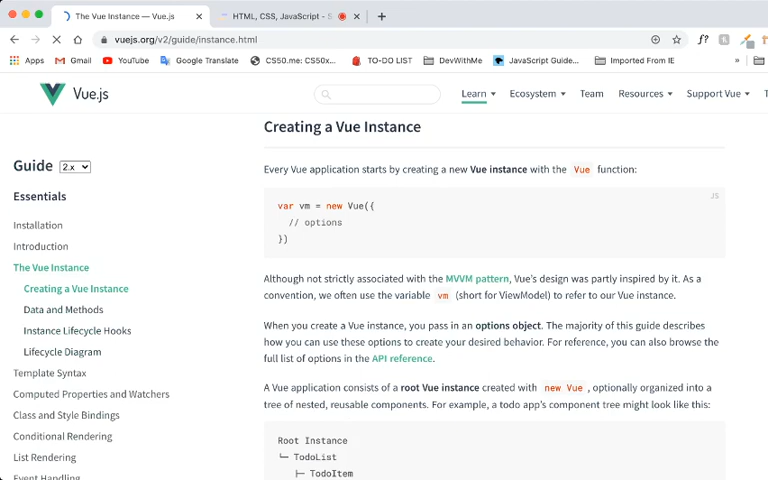 The Vue Instance — Vue.js
HTML, CSS, JavaScript - S
vuejs.org/v2/guide/instance.html
f?
Apps
Gmail
YouTube
Google Translate
CS50.me: CS50x...
TO-DO LIST
DevWithMe
JavaScript Guide...
Imported From IE
»
Vue.js
Learn
Ecosystem
Team
Resources
Support Vue
T
Guide 2.x
Essentials
Installation
Introduction
The Vue Instance
Creating a Vue Instance
Data and Methods
Instance Lifecycle Hooks
Lifecycle Diagram
Template Syntax
Computed Properties and Watchers
Class and Style Bindings
Conditional Rendering
List Rendering
Event Handling
Creating a Vue Instance
Every Vue application starts by creating a new Vue instance with the Vue function:
JS
var vm = new Vue({
// options
})
Although not strictly associated with the MVVM pattern, Vue's design was partly inspired by it. As a
convention, we often use the variable vm (short for ViewModel) to refer to our Vue instance.
When you create a Vue instance, you pass in an options object. The majority of this guide describes
how you can use these options to create your desired behavior. For reference, you can also browse the
full list of options in the API reference.
A Vue application consists of a root Vue instance created with new Vue, optionally organized into a
tree of nested, reusable components. For example, a todo app's component tree might look like this:
Root Instance
└─ TodoList
├─ TodoItem